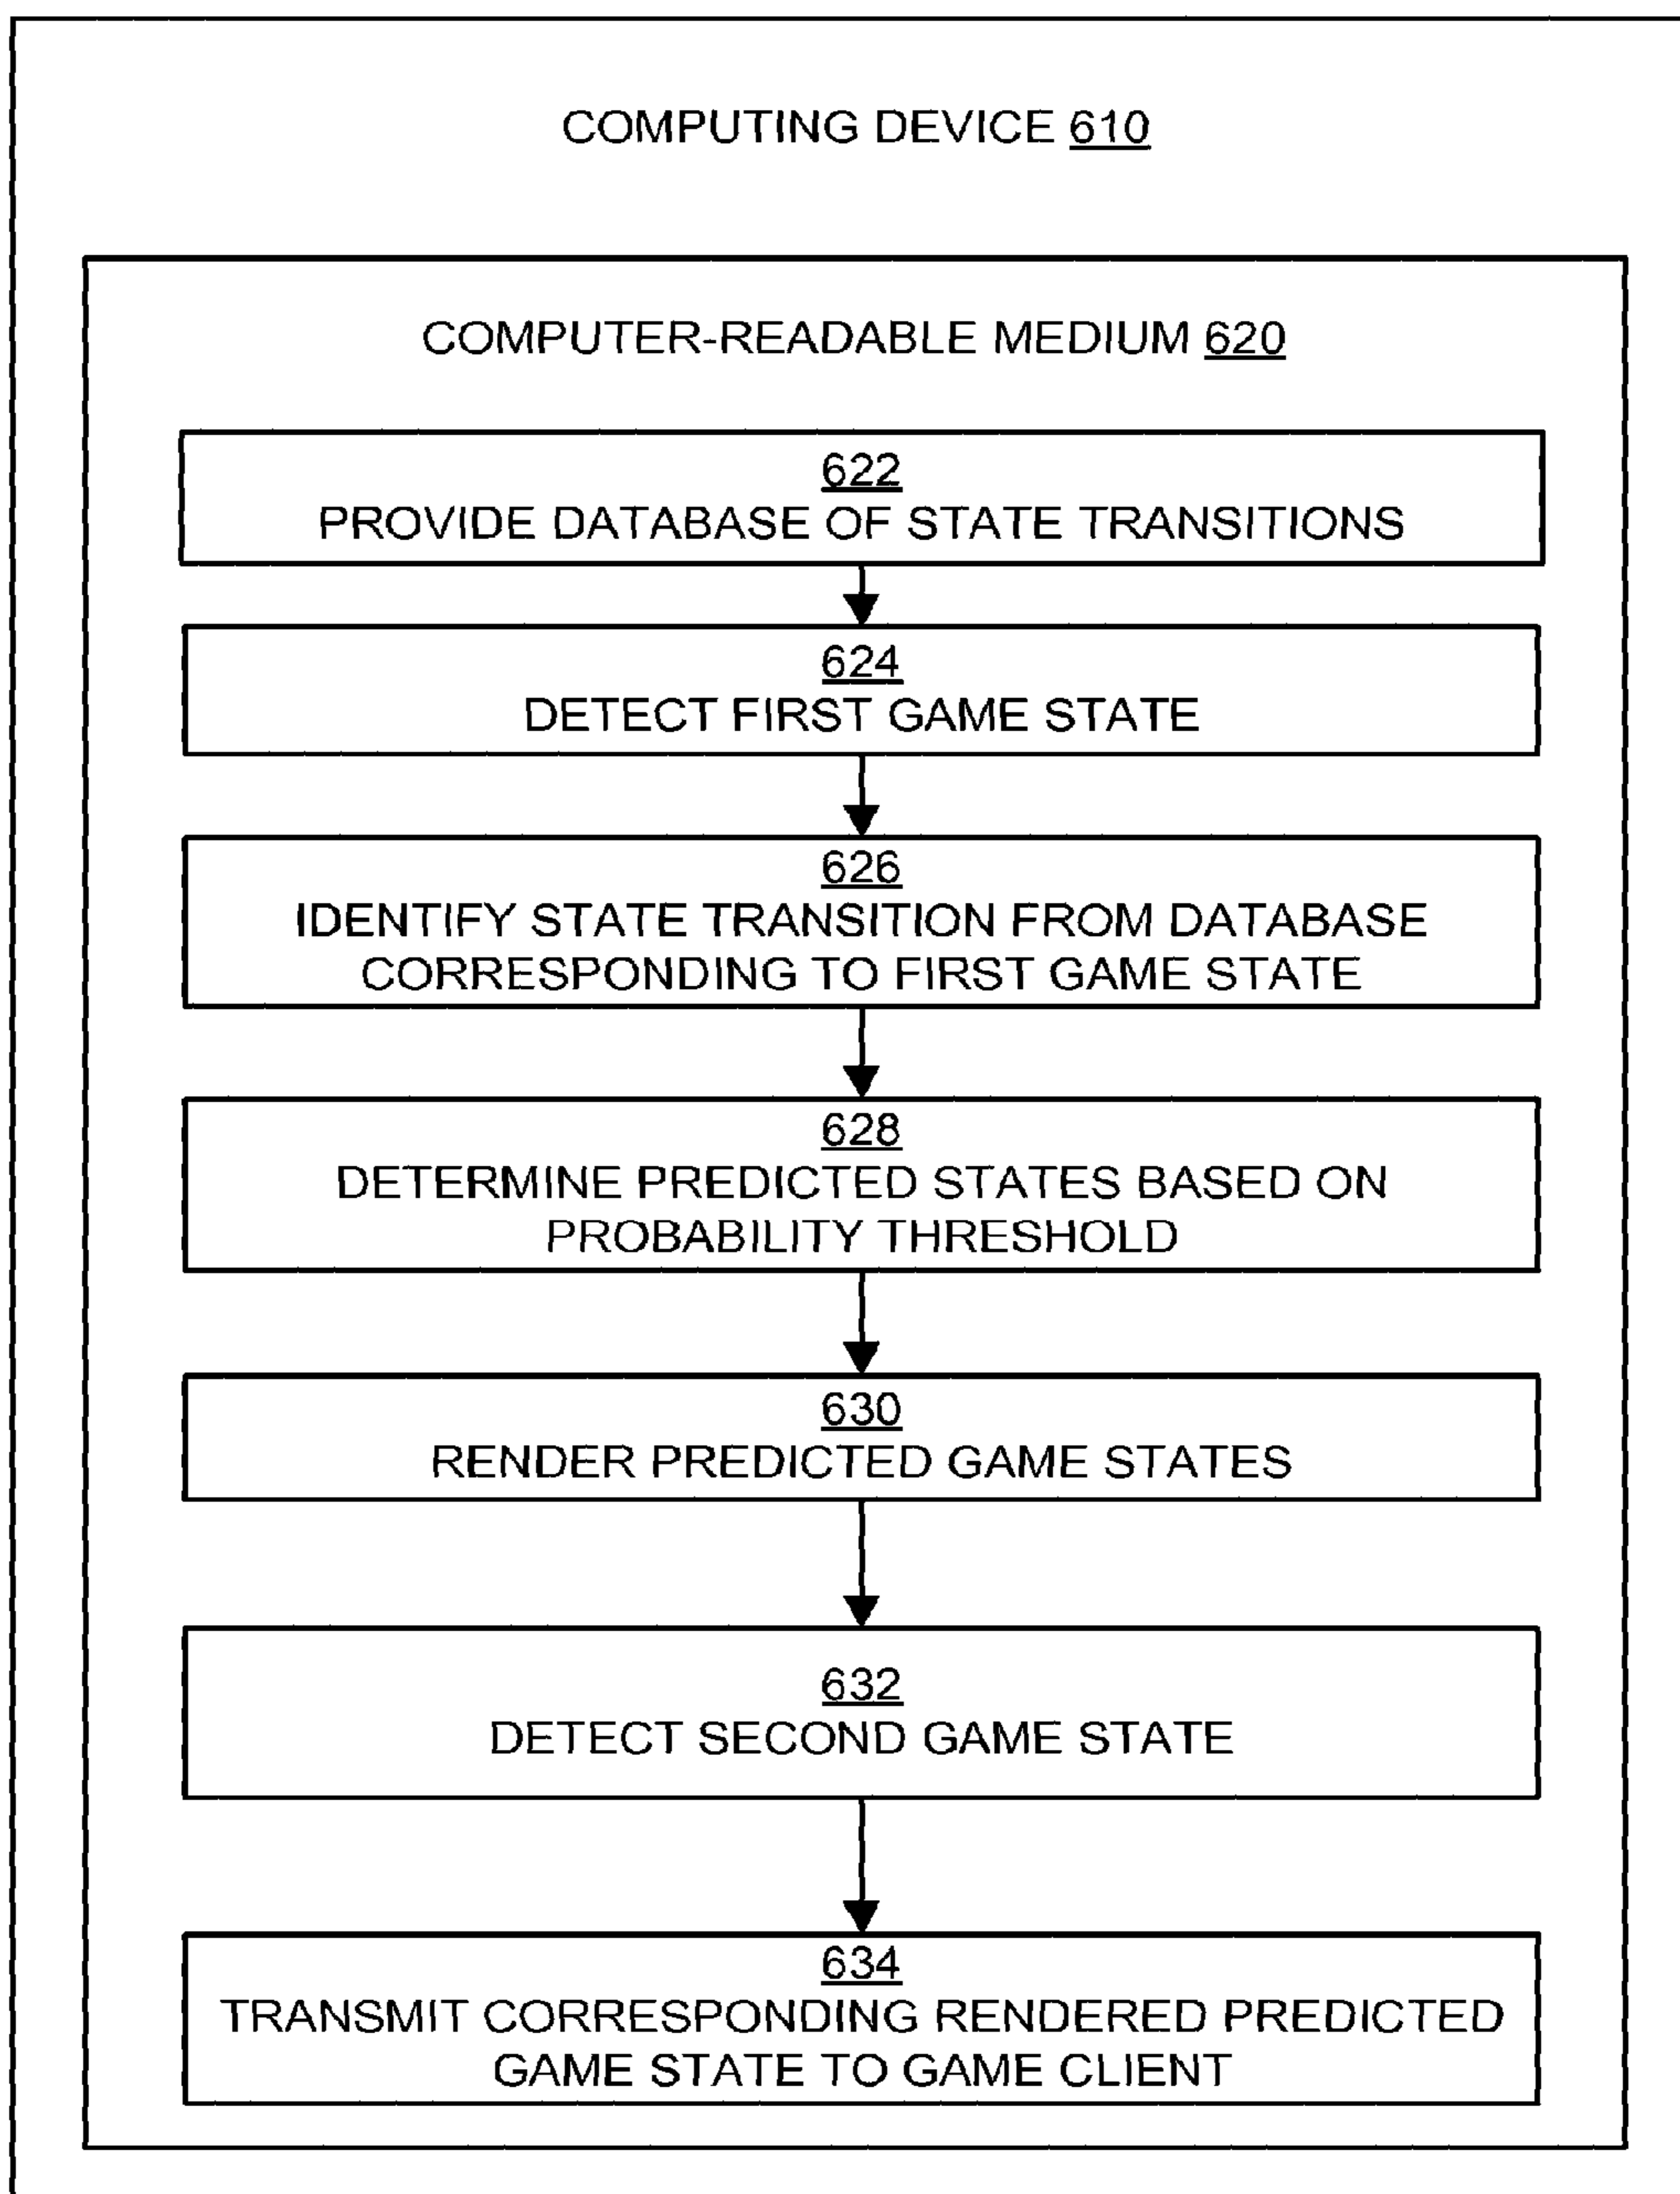 COMPUTING DEVICE 610
COMPUTER-READABLE MEDIUM 620
622
PROVIDE DATABASE OF STATE TRANSITIONS
624
DETECT FIRST GAME STATE
626
IDENTIFY STATE TRANSITION FROM DATABASE
CORRESPONDING TO FIRST GAME STATE
628
DETERMINE PREDICTED STATES BASED ON
PROBABILITY THRESHOLD
630
RENDER PREDICTED GAME STATES
632
DETECT SECOND GAME STATE
634
TRANSMIT CORRESPONDING RENDERED PREDICTED
GAME STATE TO GAME CLIENT